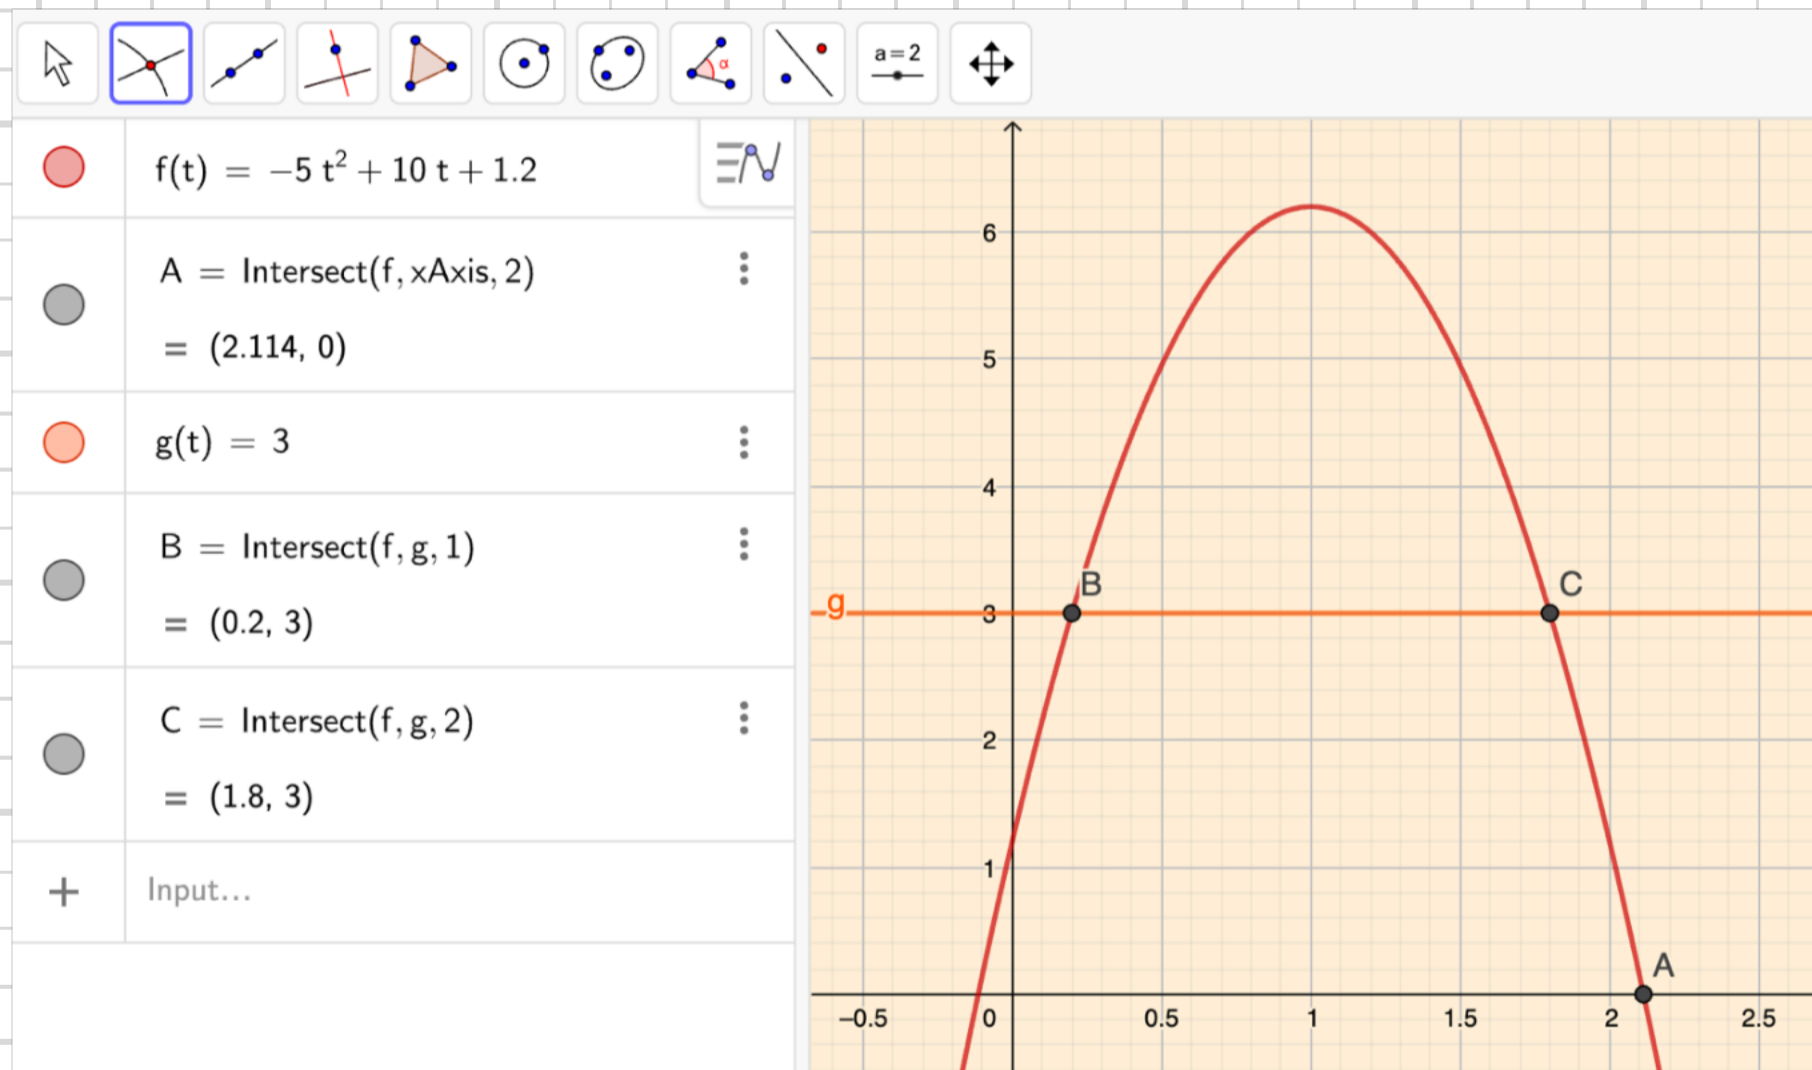 a = 2
α
f(t) = −5 t² + 10 t + 1.2
A = Intersect(f, xAxis, 2)
= (2.114, 0)
g(t) = 3
B = Intersect(f, g, 1)
= (0.2, 3)
C = Intersect(f, g, 2)
= (1.8, 3)
+ Input...
6
5
4
g 3 B C
2
1
A
−0.5 0 0.5 1 1.5 2 2.5